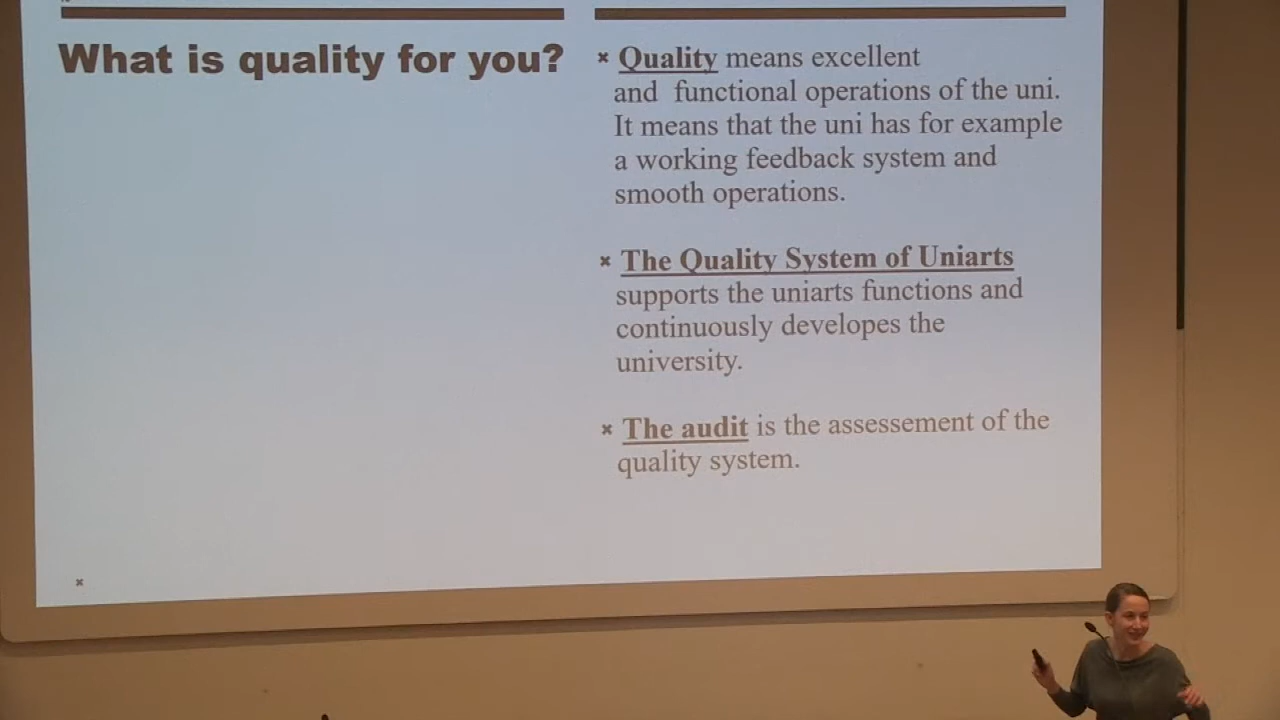 What is quality for you?
× Quality means excellent
and functional operations of the uni.
It means that the uni has for example
a working feedback system and
smooth operations.
× The Quality System of Uniarts
supports the uniarts functions and
continuously developes the
university.
× The audit is the assessement of the
quality system.
×